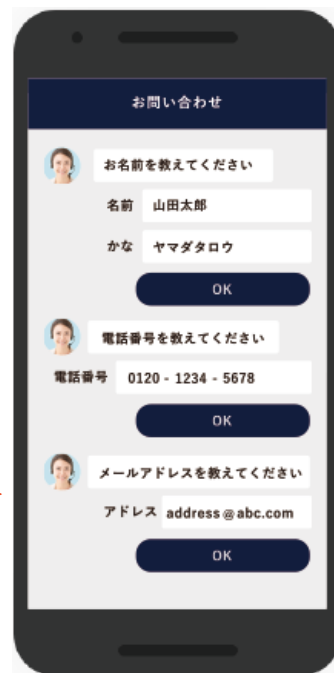 お問い合わせ
お名前を教えてください
名前 山田太郎
かな ヤマダタロウ
OK
電話番号を教えてください
電話番号 0120 - 1234 - 5678
OK
メールアドレスを教えてください
アドレス address@abc.com
OK